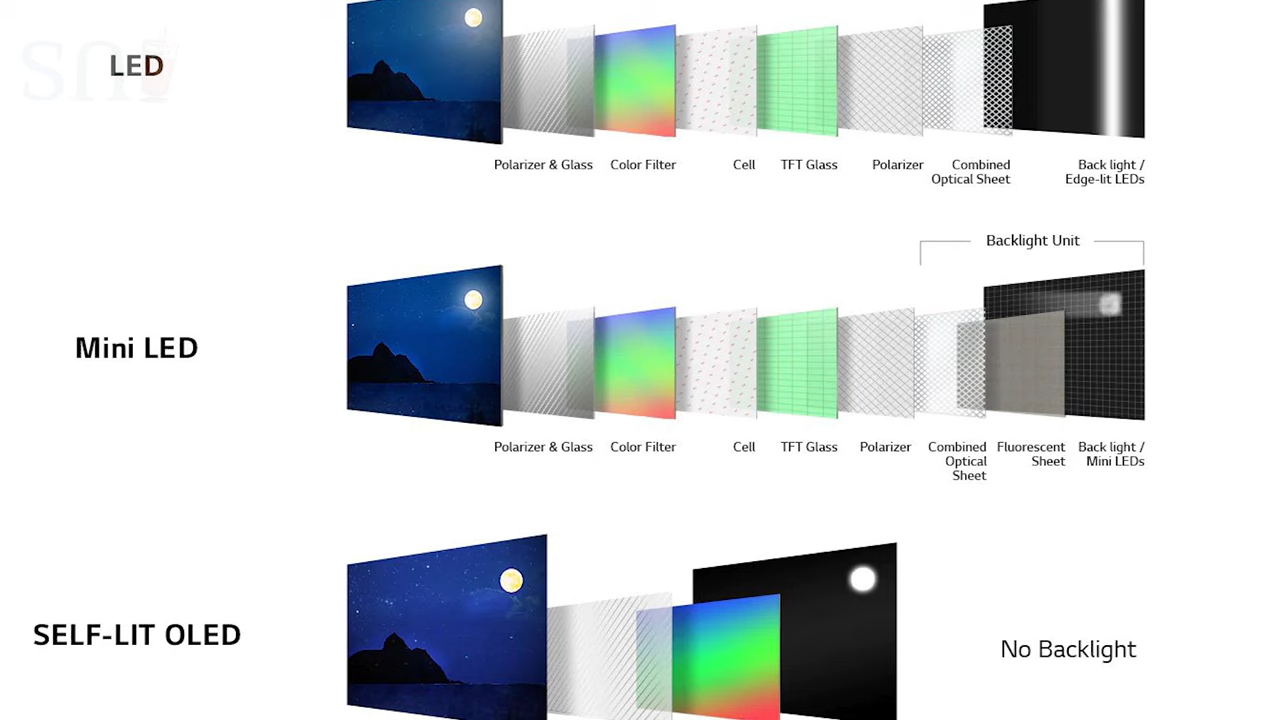 LED
Polarizer & Glass
Color Filter
Cell
TFT Glass
Polarizer
Combined
Optical Sheet
Back light /
Edge-lit LEDs
Backlight Unit
Mini LED
Polarizer & Glass
Color Filter
Cell
TFT Glass
Polarizer
Combined
Optical
Sheet
Fluorescent
Sheet
Back light /
Mini LEDs
SELF-LIT OLED
No Backlight